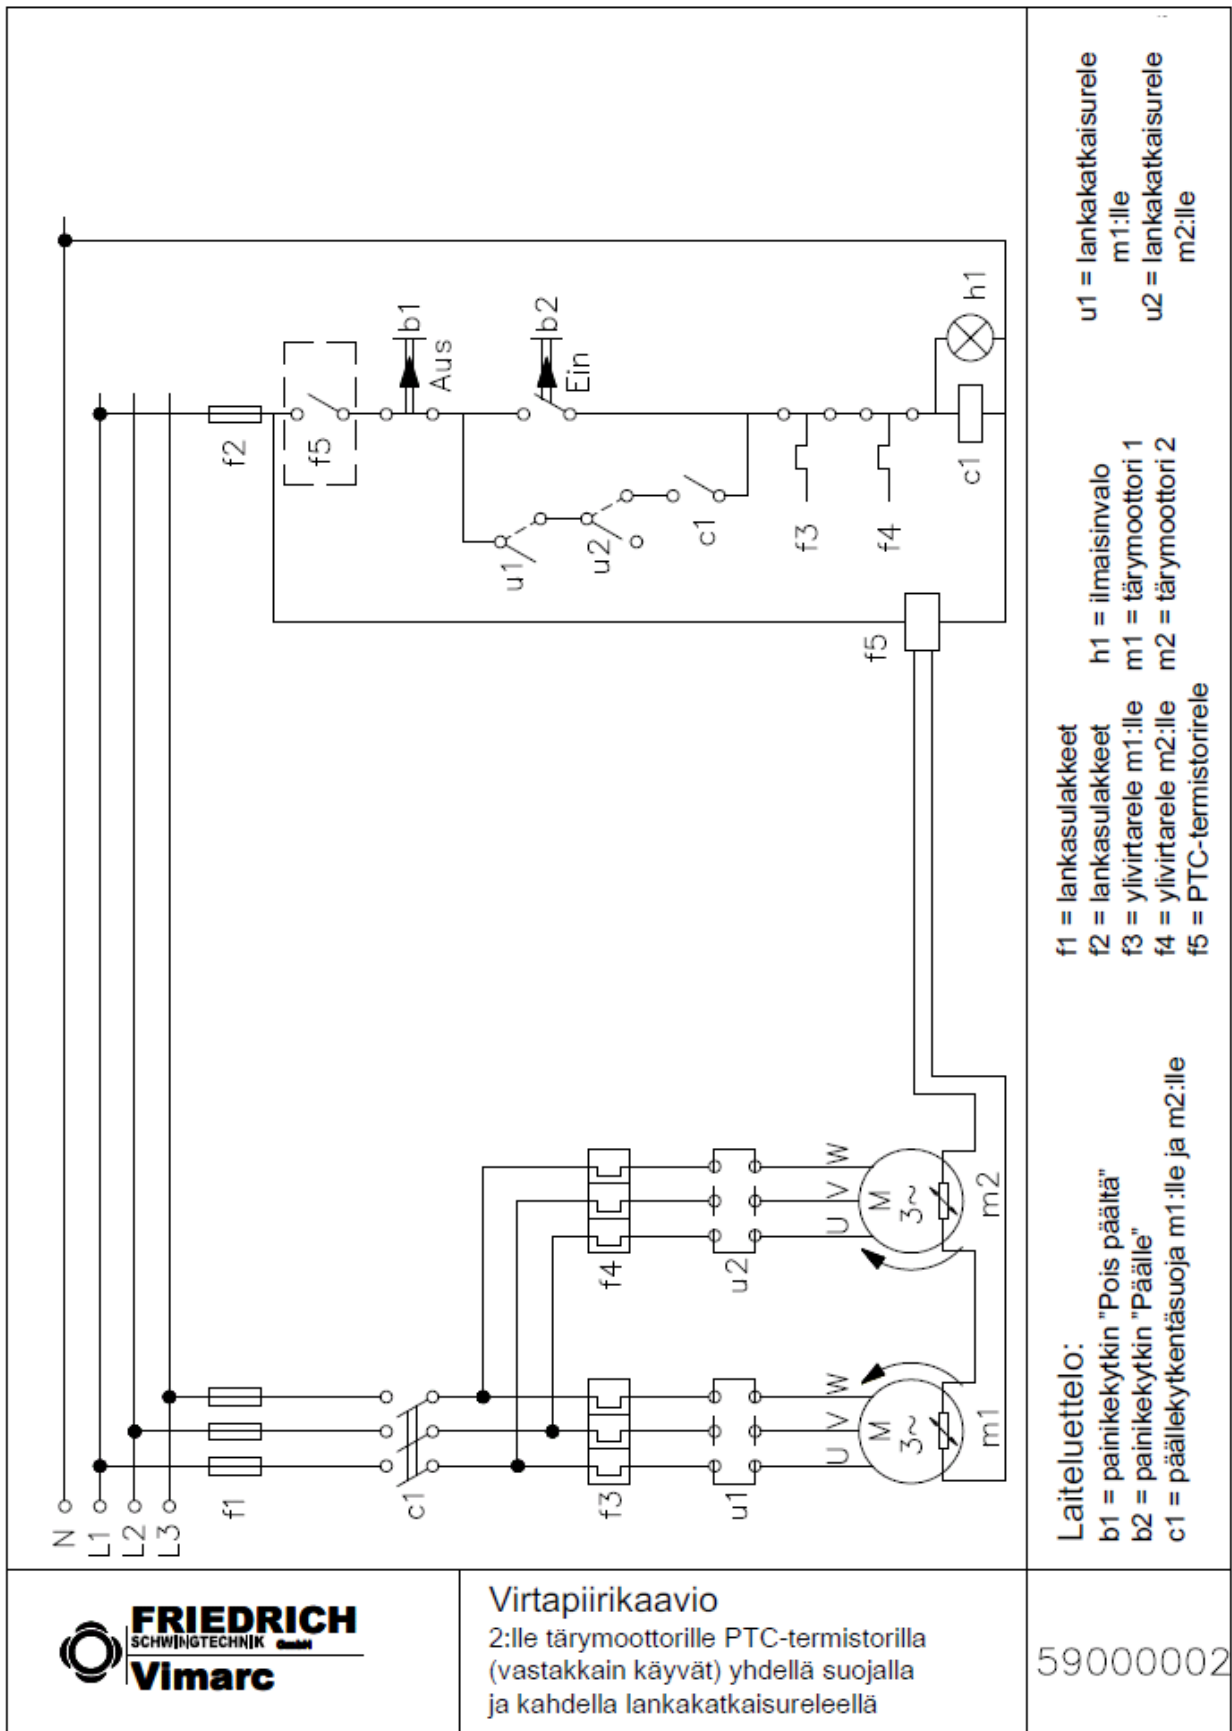 N
L1
L2
L3
f1
c1
f3
u1
U V W
M
3~
m1
f4
u2
U V W
M
3~
m2
f2
f5
b1
Aus
b2
Ein
u1
u2
c1
f3
f4
f5
c1
h1
Laiteluettelo:
b1 = painikekytkin "Pois päältä"
b2 = painikekytkin "Päälle"
c1 = päällekytkentäsuoja m1:lle ja m2:lle
f1 = lankasulakkeet
f2 = lankasulakkeet
f3 = ylivirtarele m1:lle
f4 = ylivirtarele m2:lle
f5 = PTC-termistorirele
h1 = ilmaisinvalo
m1 = tärymoottori 1
m2 = tärymoottori 2
u1 = lankakatkaisurele
m1:lle
u2 = lankakatkaisurele
m2:lle
FRIEDRICH
SCHWINGTECHNIK GmbH
Vimarc
Virtapiirikaavio
2:lle tärymoottorille PTC-termistorilla
(vastakkain käyvät) yhdellä suojalla
ja kahdella lankakatkaisureleellä
59000002